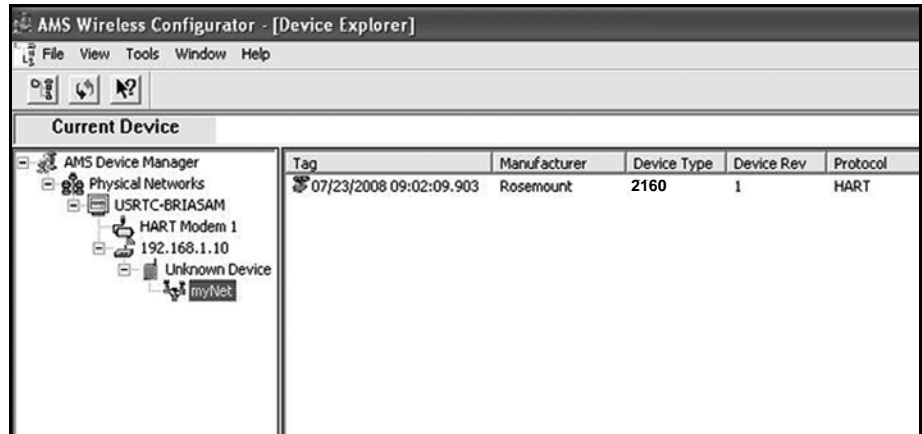 AMS Wireless Configurator - [Device Explorer]
File View Tools Window Help
Current Device
AMS Device Manager
Physical Networks
USRTC-BRIASAM
HART Modem 1
192.168.1.10
Unknown Device
myNet
Tag Manufacturer Device Type Device Rev Protocol
07/23/2008 09:02:09.903 Rosemount 2160 1 HART